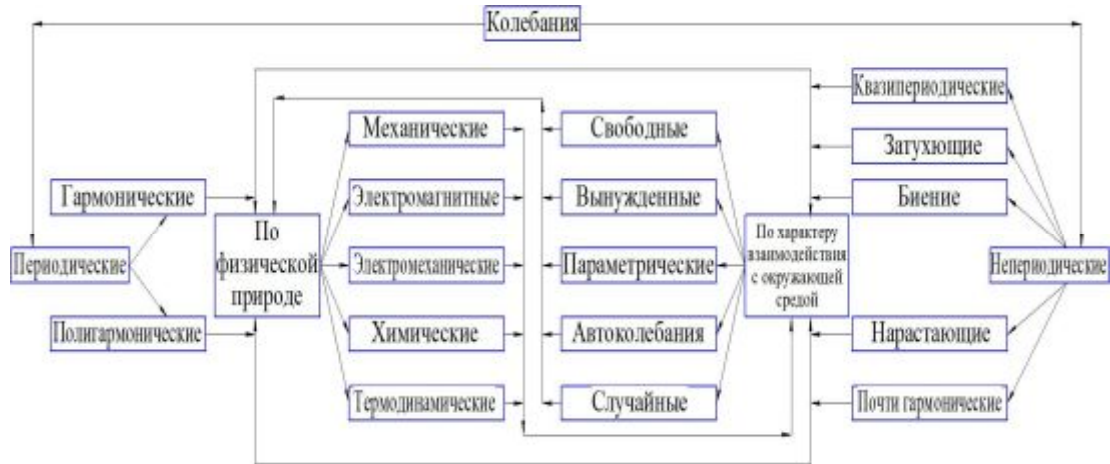 Колебания
Квазипериодические
Механические
Свободные
Затухющие
Гармонические
Электромагнитные
Вынужденные
Биение
По
физической
природе
По характеру
взаимодействия
с окружающей
средой
Периодические
Электромеханические
Параметрические
Непериодические
Полигармонические
Химические
Автоколебания
Нарастающие
Термодинамические
Случайные
Почти гармонические